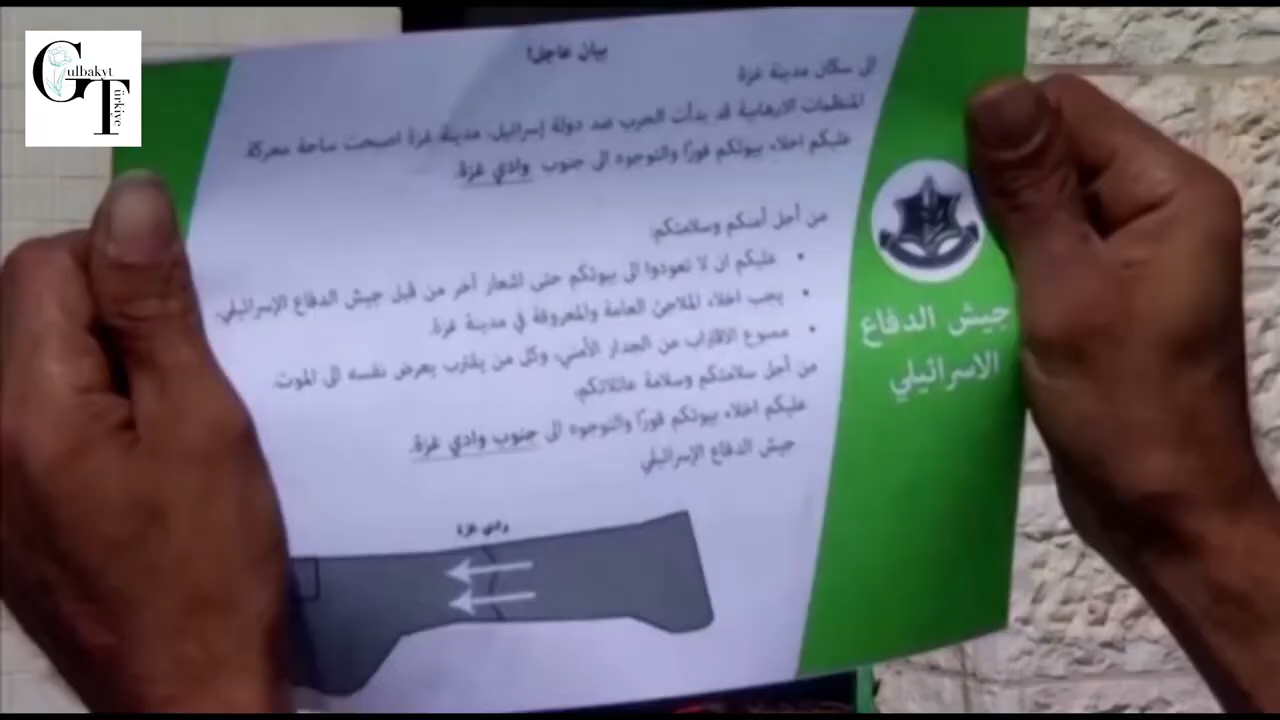 Gulbakyt
Türkiye
بيان عاجل!
الى سكان مدينة غزة
المنظمات الارهابية قد بدأت الحرب ضد دولة إسرائيل، مدينة غزة اصبحت ساحة معركة.
عليكم اخلاء بيوتكم فورًا والتوجه الى جنوب وادي غزة.
من أجل أمنكم وسلامتكم:
• عليكم ان لا تعودوا الى بيوتكم حتى اشعار آخر من قبل جيش الدفاع الإسرائيلي.
• يجب اخلاء الملاجئ العامة والمعروفة في مدينة غزة.
• ممنوع الاقتراب من الجدار الأمني، وكل من يقترب يعرض نفسه الى الموت.
من أجل سلامتكم وسلامة عائلاتكم،
عليكم اخلاء بيوتكم فورًا والتوجه الى جنوب وادي غزة.
جيش الدفاع الإسرائيلي
وادي غزة
جيش الدفاع
الاسرائيلي